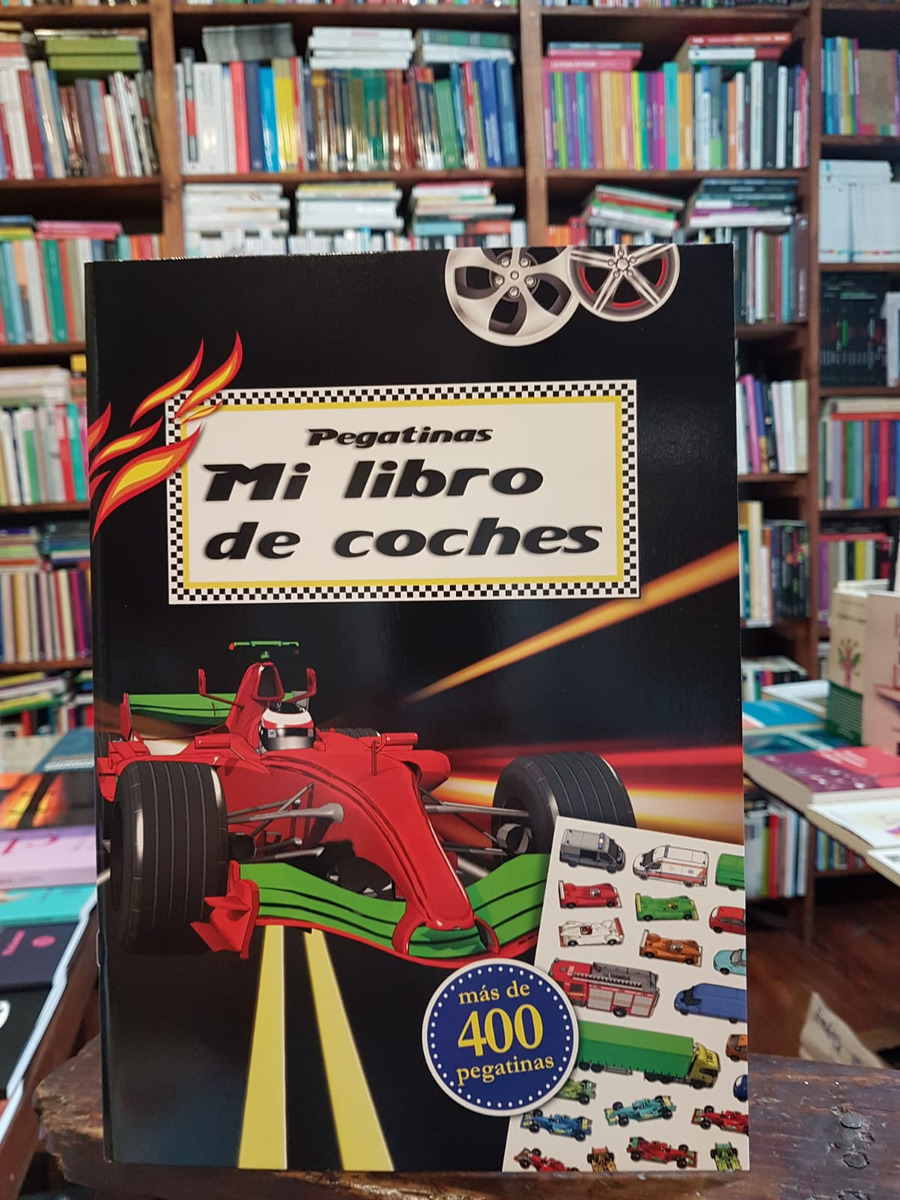 Pegatinas
Mi libro
de coches
más de
400
pegatinas